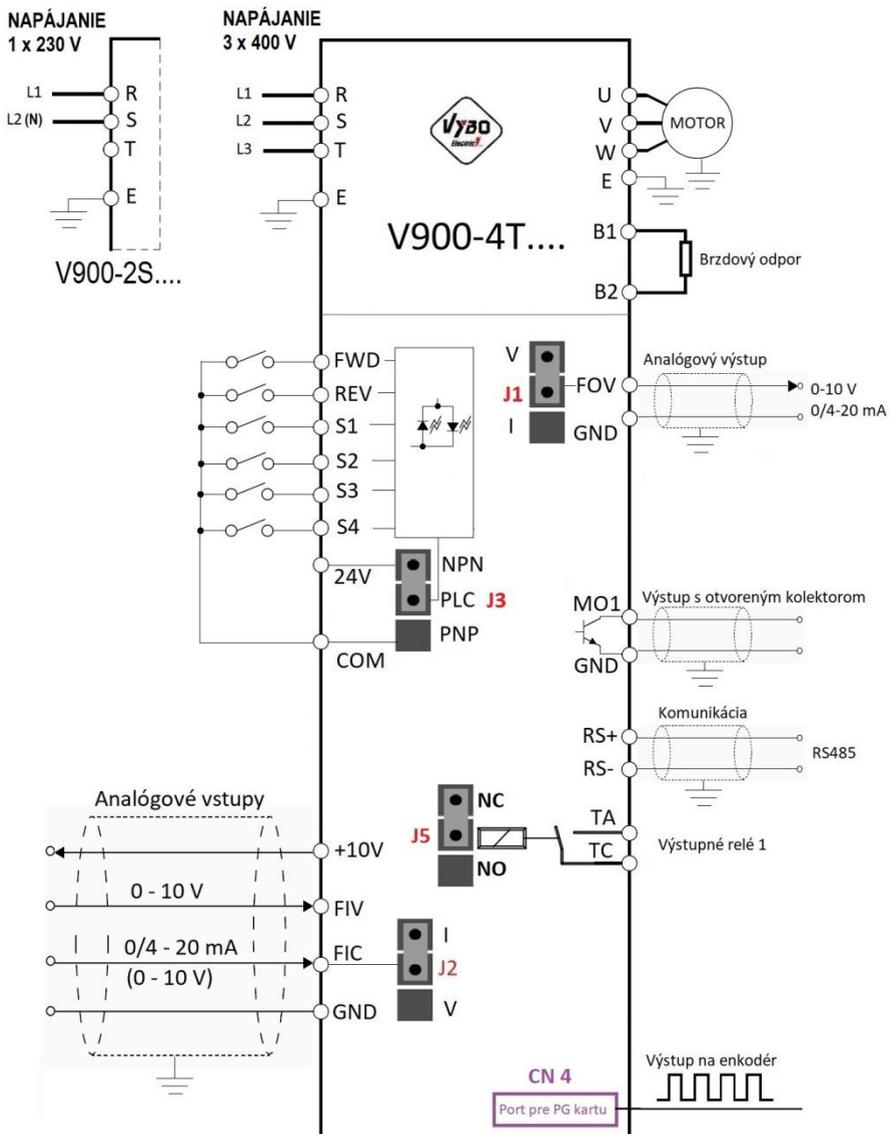 NAPÁJANIE
1 x 230 V
L1
R
L2 (N)
S
T
E
V900-2S....
NAPÁJANIE
3 x 400 V
L1
R
L2
S
L3
T
E
VYBO
Electric
V900-4T....
U
V
W
E
MOTOR
B1
B2
Brzdový odpor
FWD
REV
S1
S2
S3
S4
24V
COM
NPN
PLC J3
PNP
V
J1
I
FOV
GND
Analógový výstup
0-10 V
0/4-20 mA
MO1
GND
Výstup s otvoreným kolektorom
Komunikácia
RS+
RS-
RS485
NC
J5
NO
TA
TC
Výstupné relé 1
Analógové vstupy
+10V
0 - 10 V
FIV
0/4 - 20 mA
(0 - 10 V)
FIC
GND
I
J2
V
CN 4
Port pre PG kartu
Výstup na enkodér